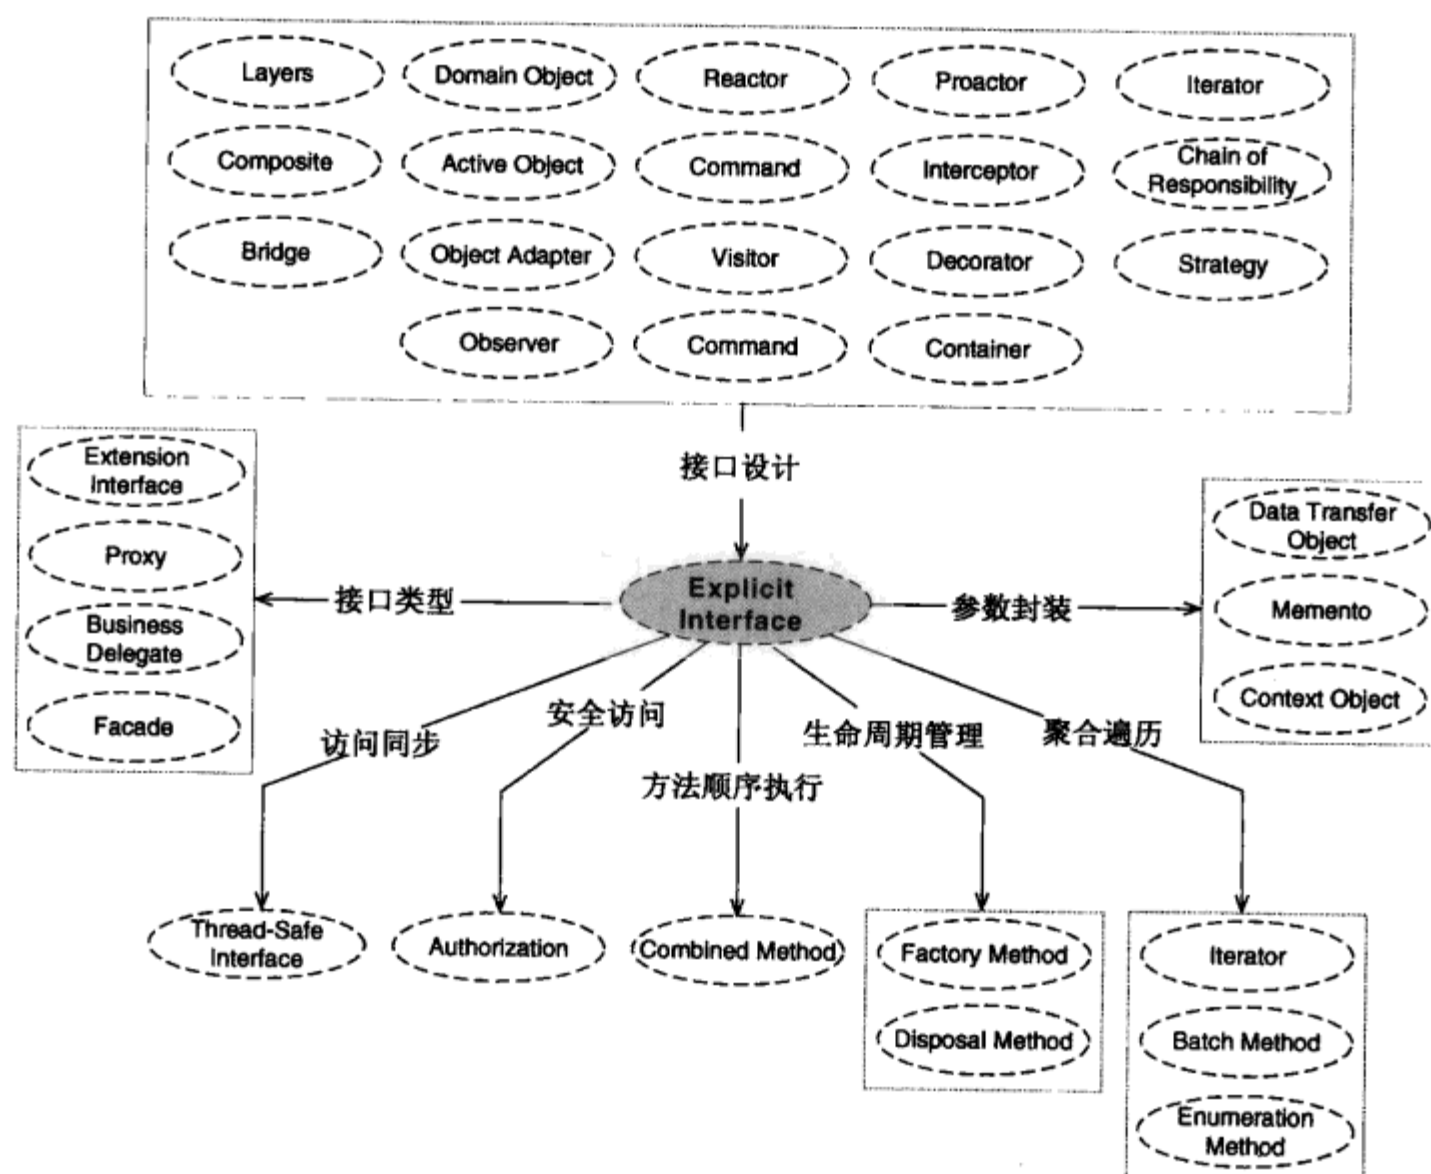 Layers
Domain Object
Reactor
Proactor
Iterator
Composite
Active Object
Command
Interceptor
Chain of
Responsibility
Bridge
Object Adapter
Visitor
Decorator
Strategy
Observer
Command
Container
接口设计
Extension
Interface
Proxy
Business
Delegate
Facade
接口类型
Explicit
Interface
参数封装
Data Transfer
Object
Memento
Context Object
访问同步
安全访问
方法顺序执行
生命周期管理
聚合遍历
Thread-Safe
Interface
Authorization
Combined Method
Factory Method
Disposal Method
Iterator
Batch Method
Enumeration
Method